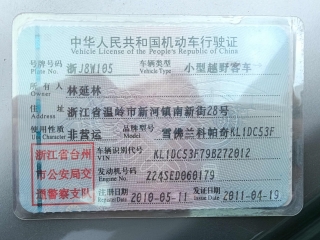 中华人民共和国机动车行驶证
Vehicle License of the People's Republic of China
号牌号码 浙J8W105 车辆类型 小型越野客车
Plate No. Vehicle Type
所有人 林延林
Owner
住址 浙江省温岭市新河镇南新街28号
Address
使用性质 非营运 品牌型号 雪佛兰科帕奇KL1DC53F
Use Character Model
浙江省台州
市公安局交
通警察支队
车辆识别代号 KL1DC53F79B272012
VIN
发动机号码 Z24SED060179
Engine No.
注册日期 2010-05-11 发证日期 2011-04-19
Register Date Issue Date